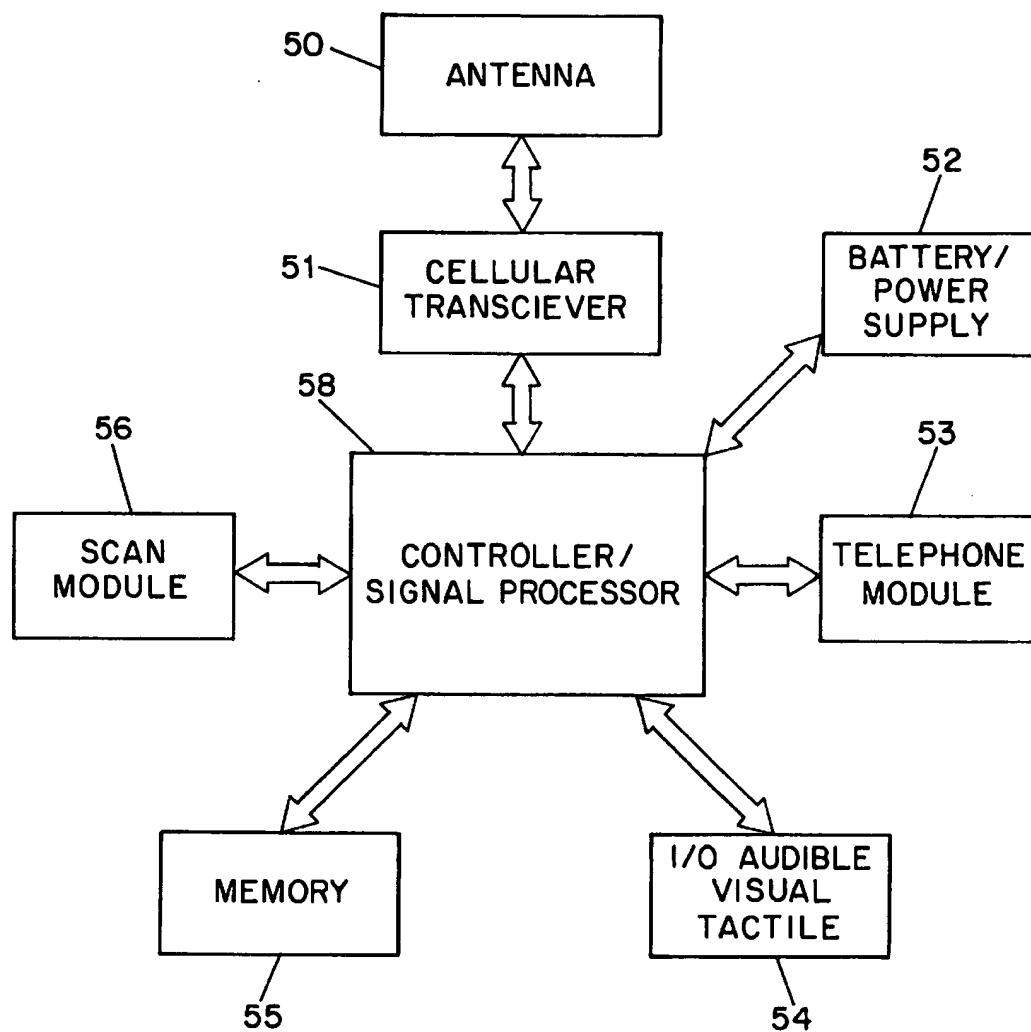 50
ANTENNA
52
51
CELLULAR
TRANSCIEVER
BATTERY/
POWER
SUPPLY
58
56
53
SCAN
MODULE
CONTROLLER/
SIGNAL PROCESSOR
TELEPHONE
MODULE
MEMORY
I/O AUDIBLE
VISUAL
TACTILE
55
54